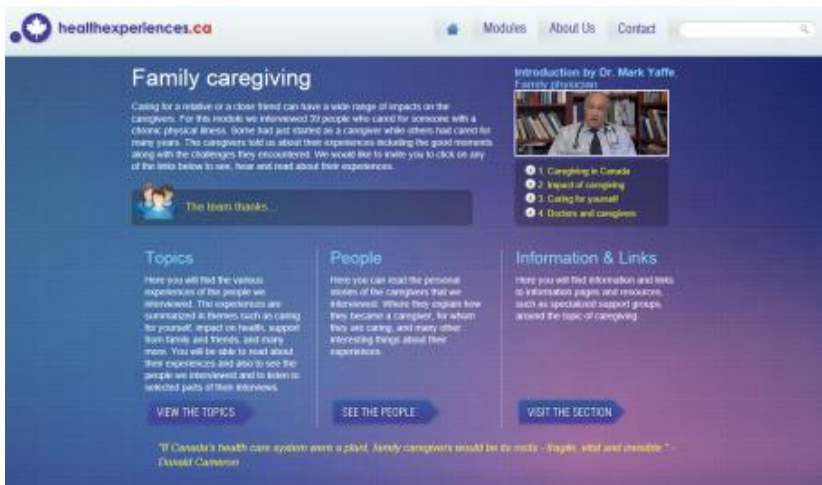 healthexperiences.ca
Modules About Us Contact
Family caregiving
Caring for a relative or a close friend can have a wide range of impacts on the
caregivers. For this module we interviewed 39 people who cared for someone with a
chronic physical illness. Some had just started as a caregiver while others had cared for
many years. The caregivers told us about their experiences including the good moments
along with the challenges they encountered. We would like to invite you to click on any
of the links below to see, hear and read about their experiences.
The team thanks...
Introduction by Dr. Mark Yaffe,
Family physician
1. Caregiving in Canada
2. Impact of caregiving
3. Caring for yourself
4. Doctors and caregivers
Topics
Here you will find the various
experiences of the people we
interviewed. The experiences are
summarized in themes such as caring
for yourself, impact on health, support
from family and friends, and many
more. You will be able to read about
their experiences and also to see the
people we interviewed and to listen to
selected parts of their interviews.
VIEW THE TOPICS
People
Here you can read the personal
stories of the caregivers that we
interviewed. Where they explain how
they became a caregiver, for whom
they are caring, and many other
interesting things about their
experiences.
SEE THE PEOPLE
Information & Links
Here you will find information and links
to information pages and resources,
such as specialized support groups,
around the topic of caregiving.
VISIT THE SECTION
"If Canada's health care system were a plant, family caregivers would be its roots - fragile, vital and invisible." -
Donald Cameron